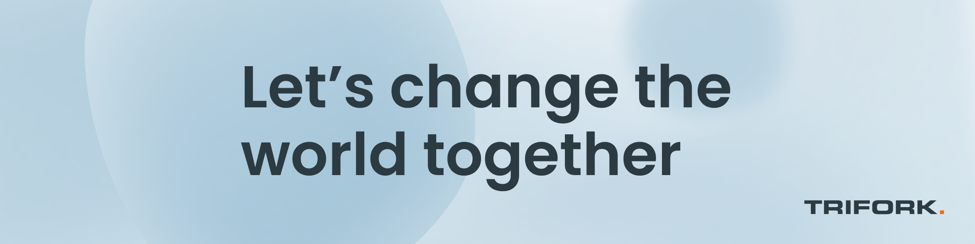 Let’s change the
world together
TRIFORK.